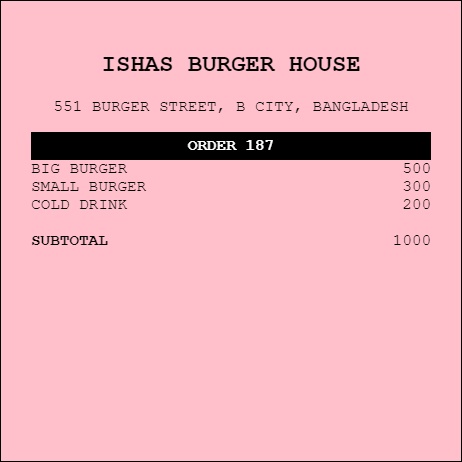 ISHAS BURGER HOUSE
551 BURGER STREET, B CITY, BANGLADESH
ORDER 187
BIG BURGER 500
SMALL BURGER 300
COLD DRINK 200
SUBTOTAL 1000